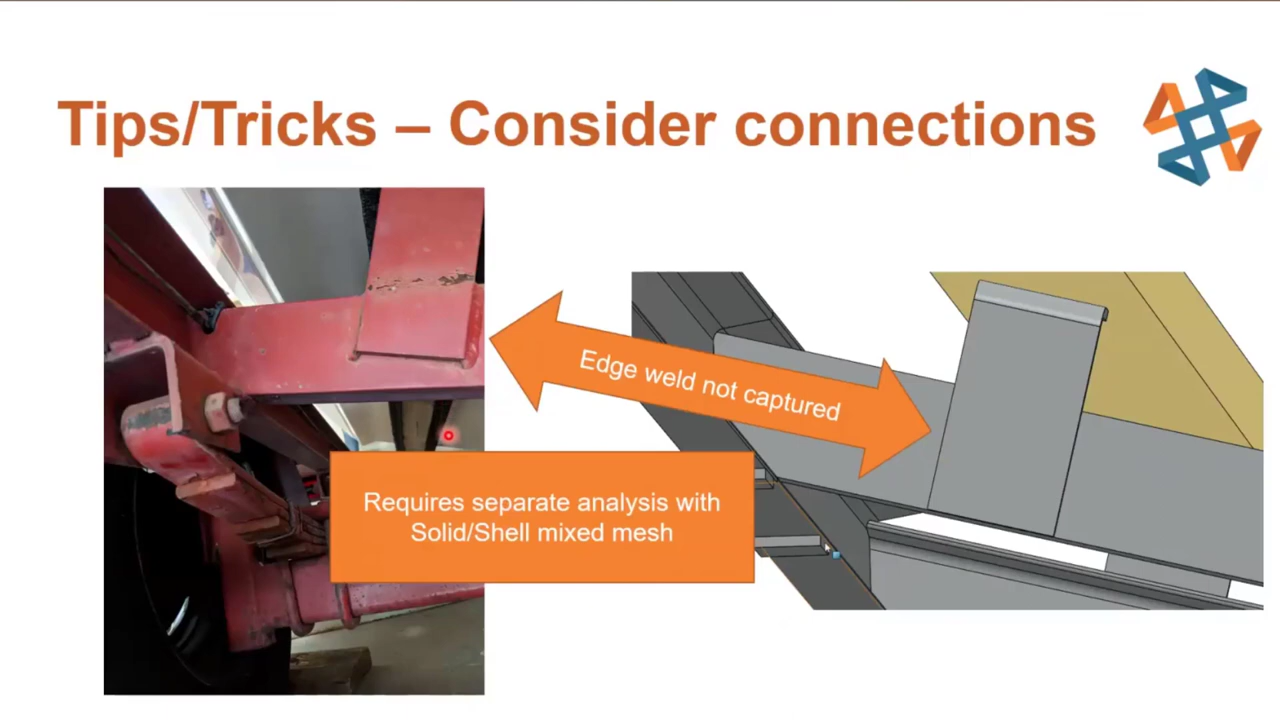 Tips/Tricks – Consider connections
Edge weld not captured
Requires separate analysis with
Solid/Shell mixed mesh